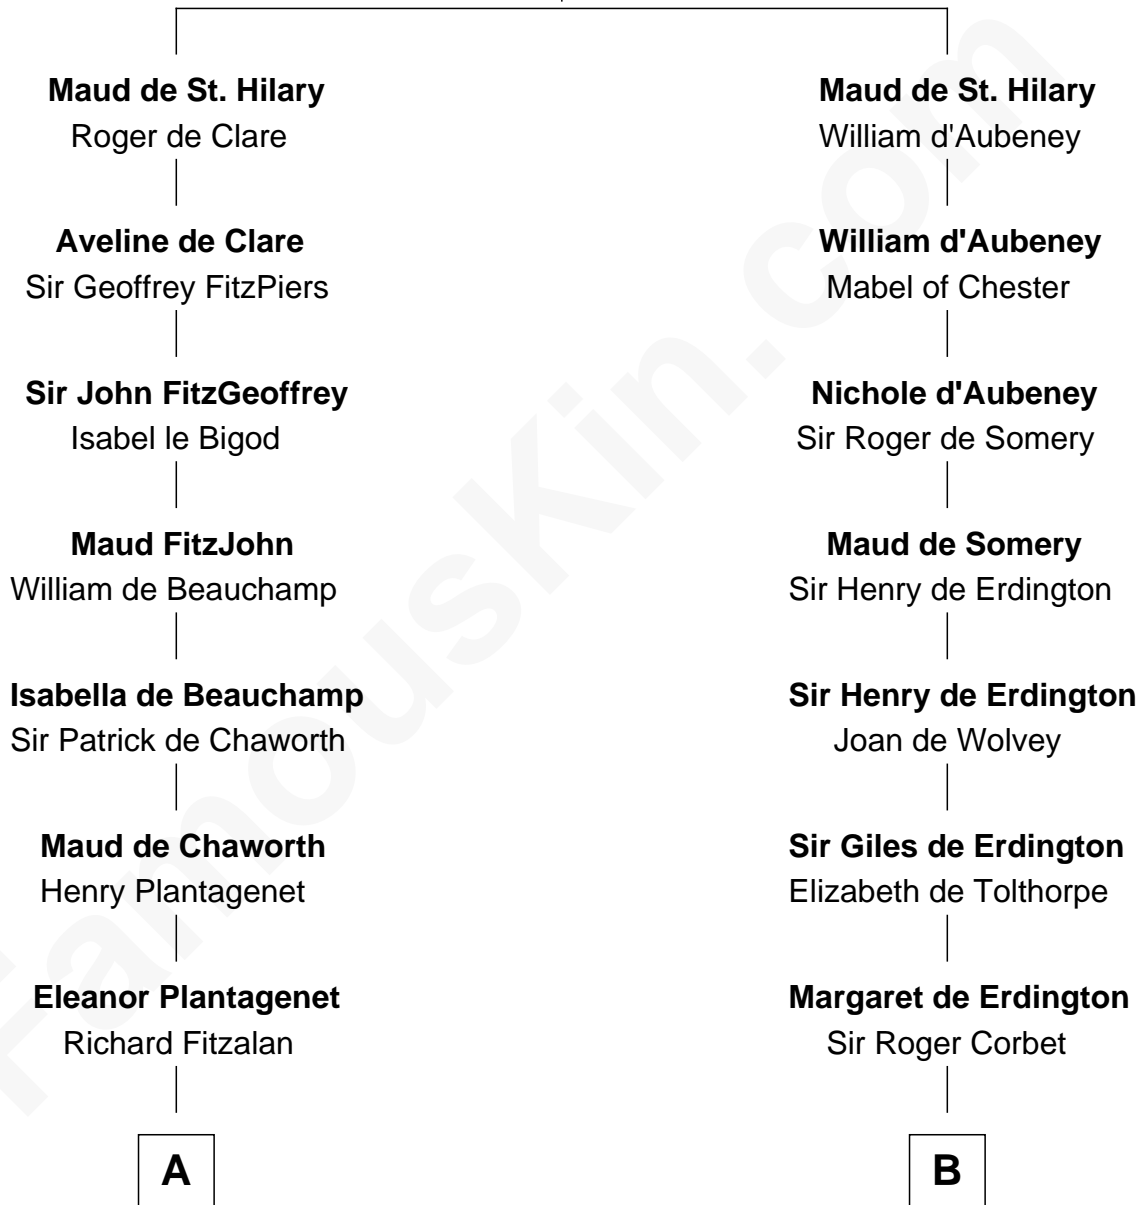 Maud de St. Hilary
Roger de Clare
Aveline de Clare
Sir Geoffrey FitzPiers
Sir John FitzGeoffrey
Isabel le Bigod
Maud FitzJohn
William de Beauchamp
Isabella de Beauchamp
Sir Patrick de Chaworth
Maud de Chaworth
Henry Plantagenet
Eleanor Plantagenet
Richard Fitzalan
A
Maud de St. Hilary
William d'Aubeney
William d'Aubeney
Mabel of Chester
Nichole d'Aubeney
Sir Roger de Somery
Maud de Somery
Sir Henry de Erdington
Sir Henry de Erdington
Joan de Wolvey
Sir Giles de Erdington
Elizabeth de Tolthorpe
Margaret de Erdington
Sir Roger Corbet
B
FamousKin.com